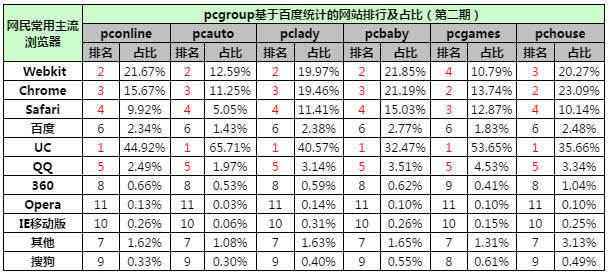 网民常用主流浏览器 pcgroup基于百度统计的网站排行及占比（第二期）
pconline pcauto pclady pcbaby pcgames pchouse
排名 占比 排名 占比 排名 占比 排名 占比 排名 占比 排名 占比
Webkit 2 21.67% 2 12.59% 2 19.97% 2 21.85% 4 10.79% 3 20.27%
Chrome 3 15.67% 3 11.25% 3 19.46% 3 21.19% 2 13.74% 2 23.09%
Safari 4 9.92% 4 5.05% 4 11.41% 4 15.03% 3 12.87% 4 10.14%
百度 6 2.34% 6 1.43% 6 2.38% 6 2.77% 6 1.83% 6 2.48%
UC 1 44.92% 1 65.71% 1 40.57% 1 32.47% 1 53.65% 1 35.66%
QQ 5 2.49% 5 1.97% 5 3.14% 5 3.51% 5 4.53% 5 3.34%
360 8 0.66% 8 0.53% 8 0.59% 8 0.62% 9 0.41% 8 1.04%
Opera 11 0.13% 11 0.03% 11 0.14% 11 0.10% 11 0.10% 11 0.10%
IE移动版 10 0.26% 10 0.06% 10 0.31% 10 0.26% 10 0.15% 10 0.25%
其他 7 1.62% 7 1.08% 7 1.63% 7 1.65% 7 1.31% 7 3.13%
搜狗 9 0.33% 9 0.30% 9 0.40% 9 0.55% 8 0.61% 9 0.49%